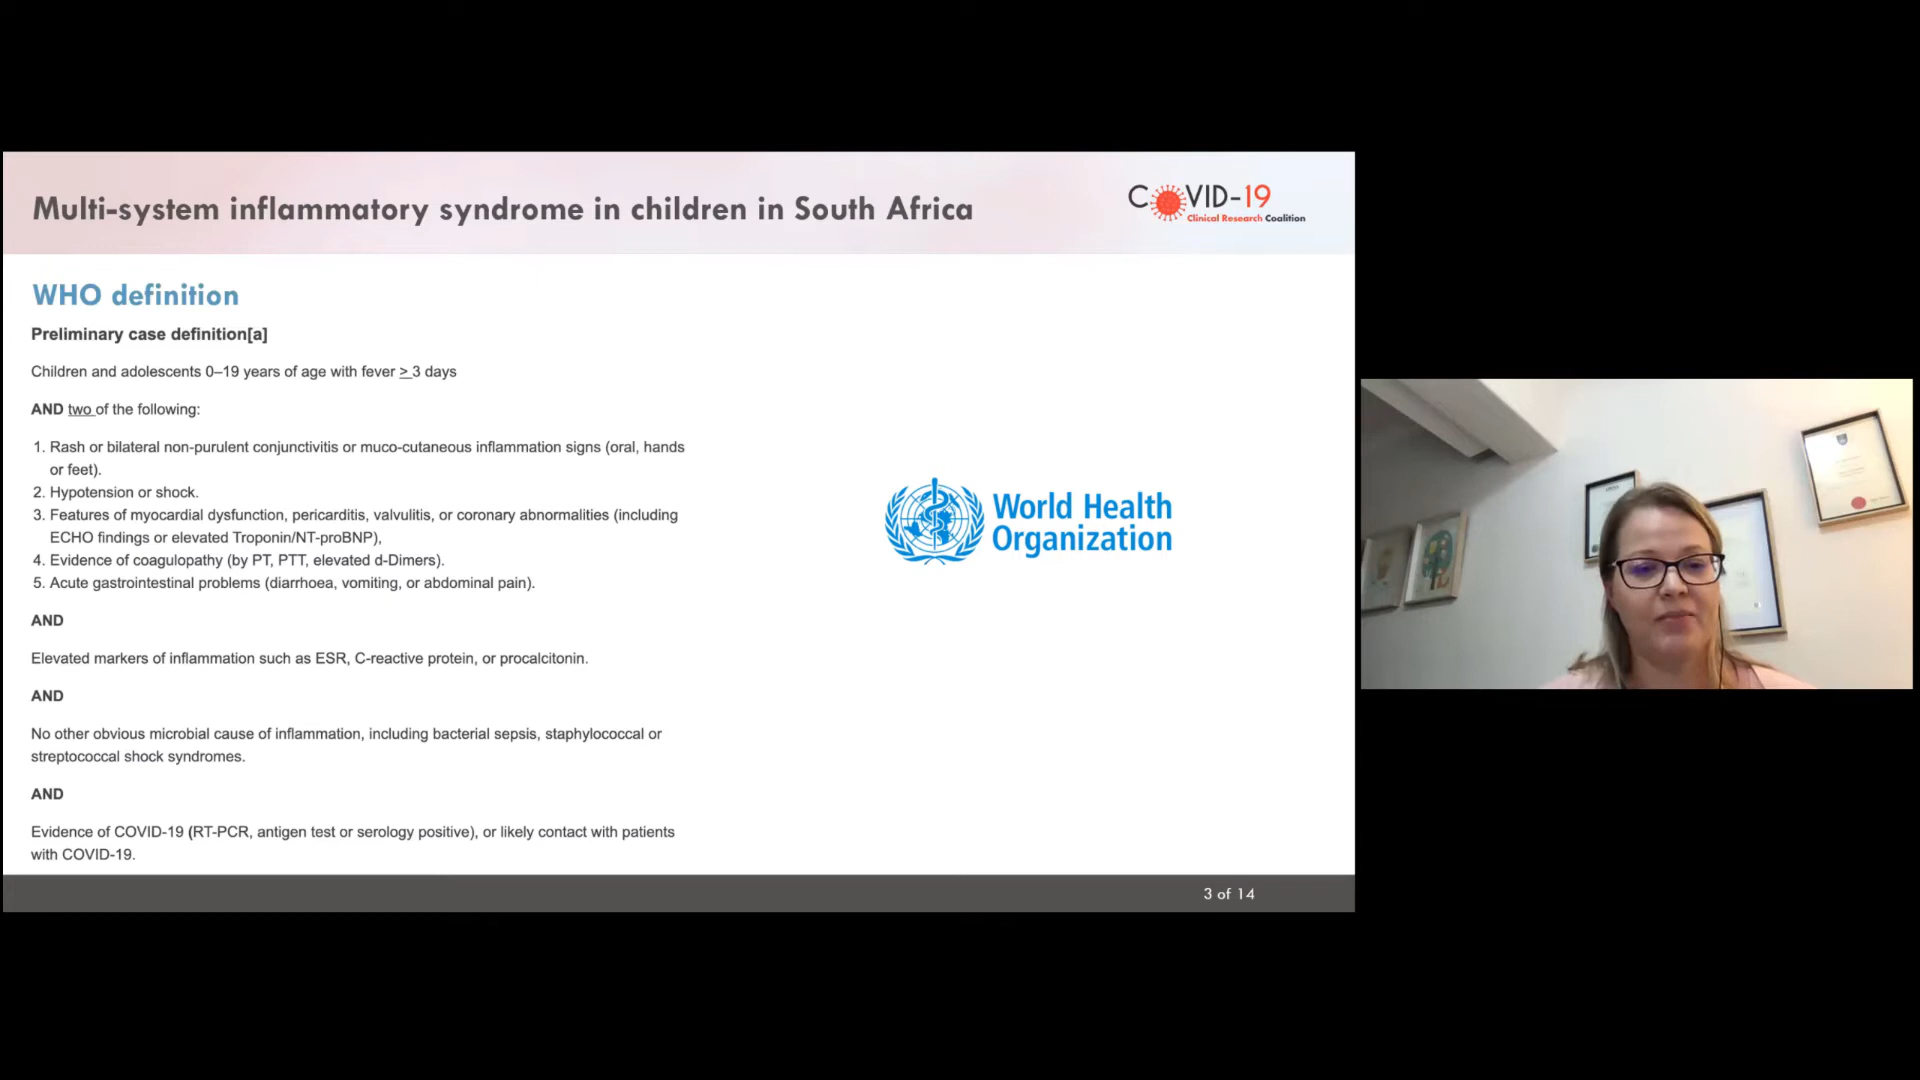 Multi-system inflammatory syndrome in children in South Africa
COVID-19
Clinical Research Coalition
WHO definition
Preliminary case definition[a]
Children and adolescents 0–19 years of age with fever > 3 days
AND two of the following:
1. Rash or bilateral non-purulent conjunctivitis or muco-cutaneous inflammation signs (oral, hands
or feet).
2. Hypotension or shock.
3. Features of myocardial dysfunction, pericarditis, valvulitis, or coronary abnormalities (including
ECHO findings or elevated Troponin/NT-proBNP),
4. Evidence of coagulopathy (by PT, PTT, elevated d-Dimers).
5. Acute gastrointestinal problems (diarrhoea, vomiting, or abdominal pain).
AND
Elevated markers of inflammation such as ESR, C-reactive protein, or procalcitonin.
AND
No other obvious microbial cause of inflammation, including bacterial sepsis, staphylococcal or
streptococcal shock syndromes.
AND
Evidence of COVID-19 (RT-PCR, antigen test or serology positive), or likely contact with patients
with COVID-19.
World Health
Organization
3 of 14